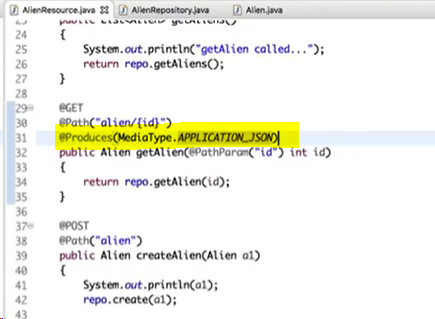 AlienResource.java AlienRepository.java Alien.java
23 public List<Alien> getAliens()
24 {
25 System.out.println("getAlien called...");
26 return repo.getAliens();
27 }
28
29 @GET
30 @Path("alien/{id}")
31 @Produces(MediaType.APPLICATION_JSON)
32 public Alien getAlien(@PathParam("id") int id)
33 {
34 return repo.getAlien(id);
35 }
36
37 @POST
38 @Path("alien")
39 public Alien createAlien(Alien a1)
40 {
41 System.out.println(a1);
42 repo.create(a1);
43